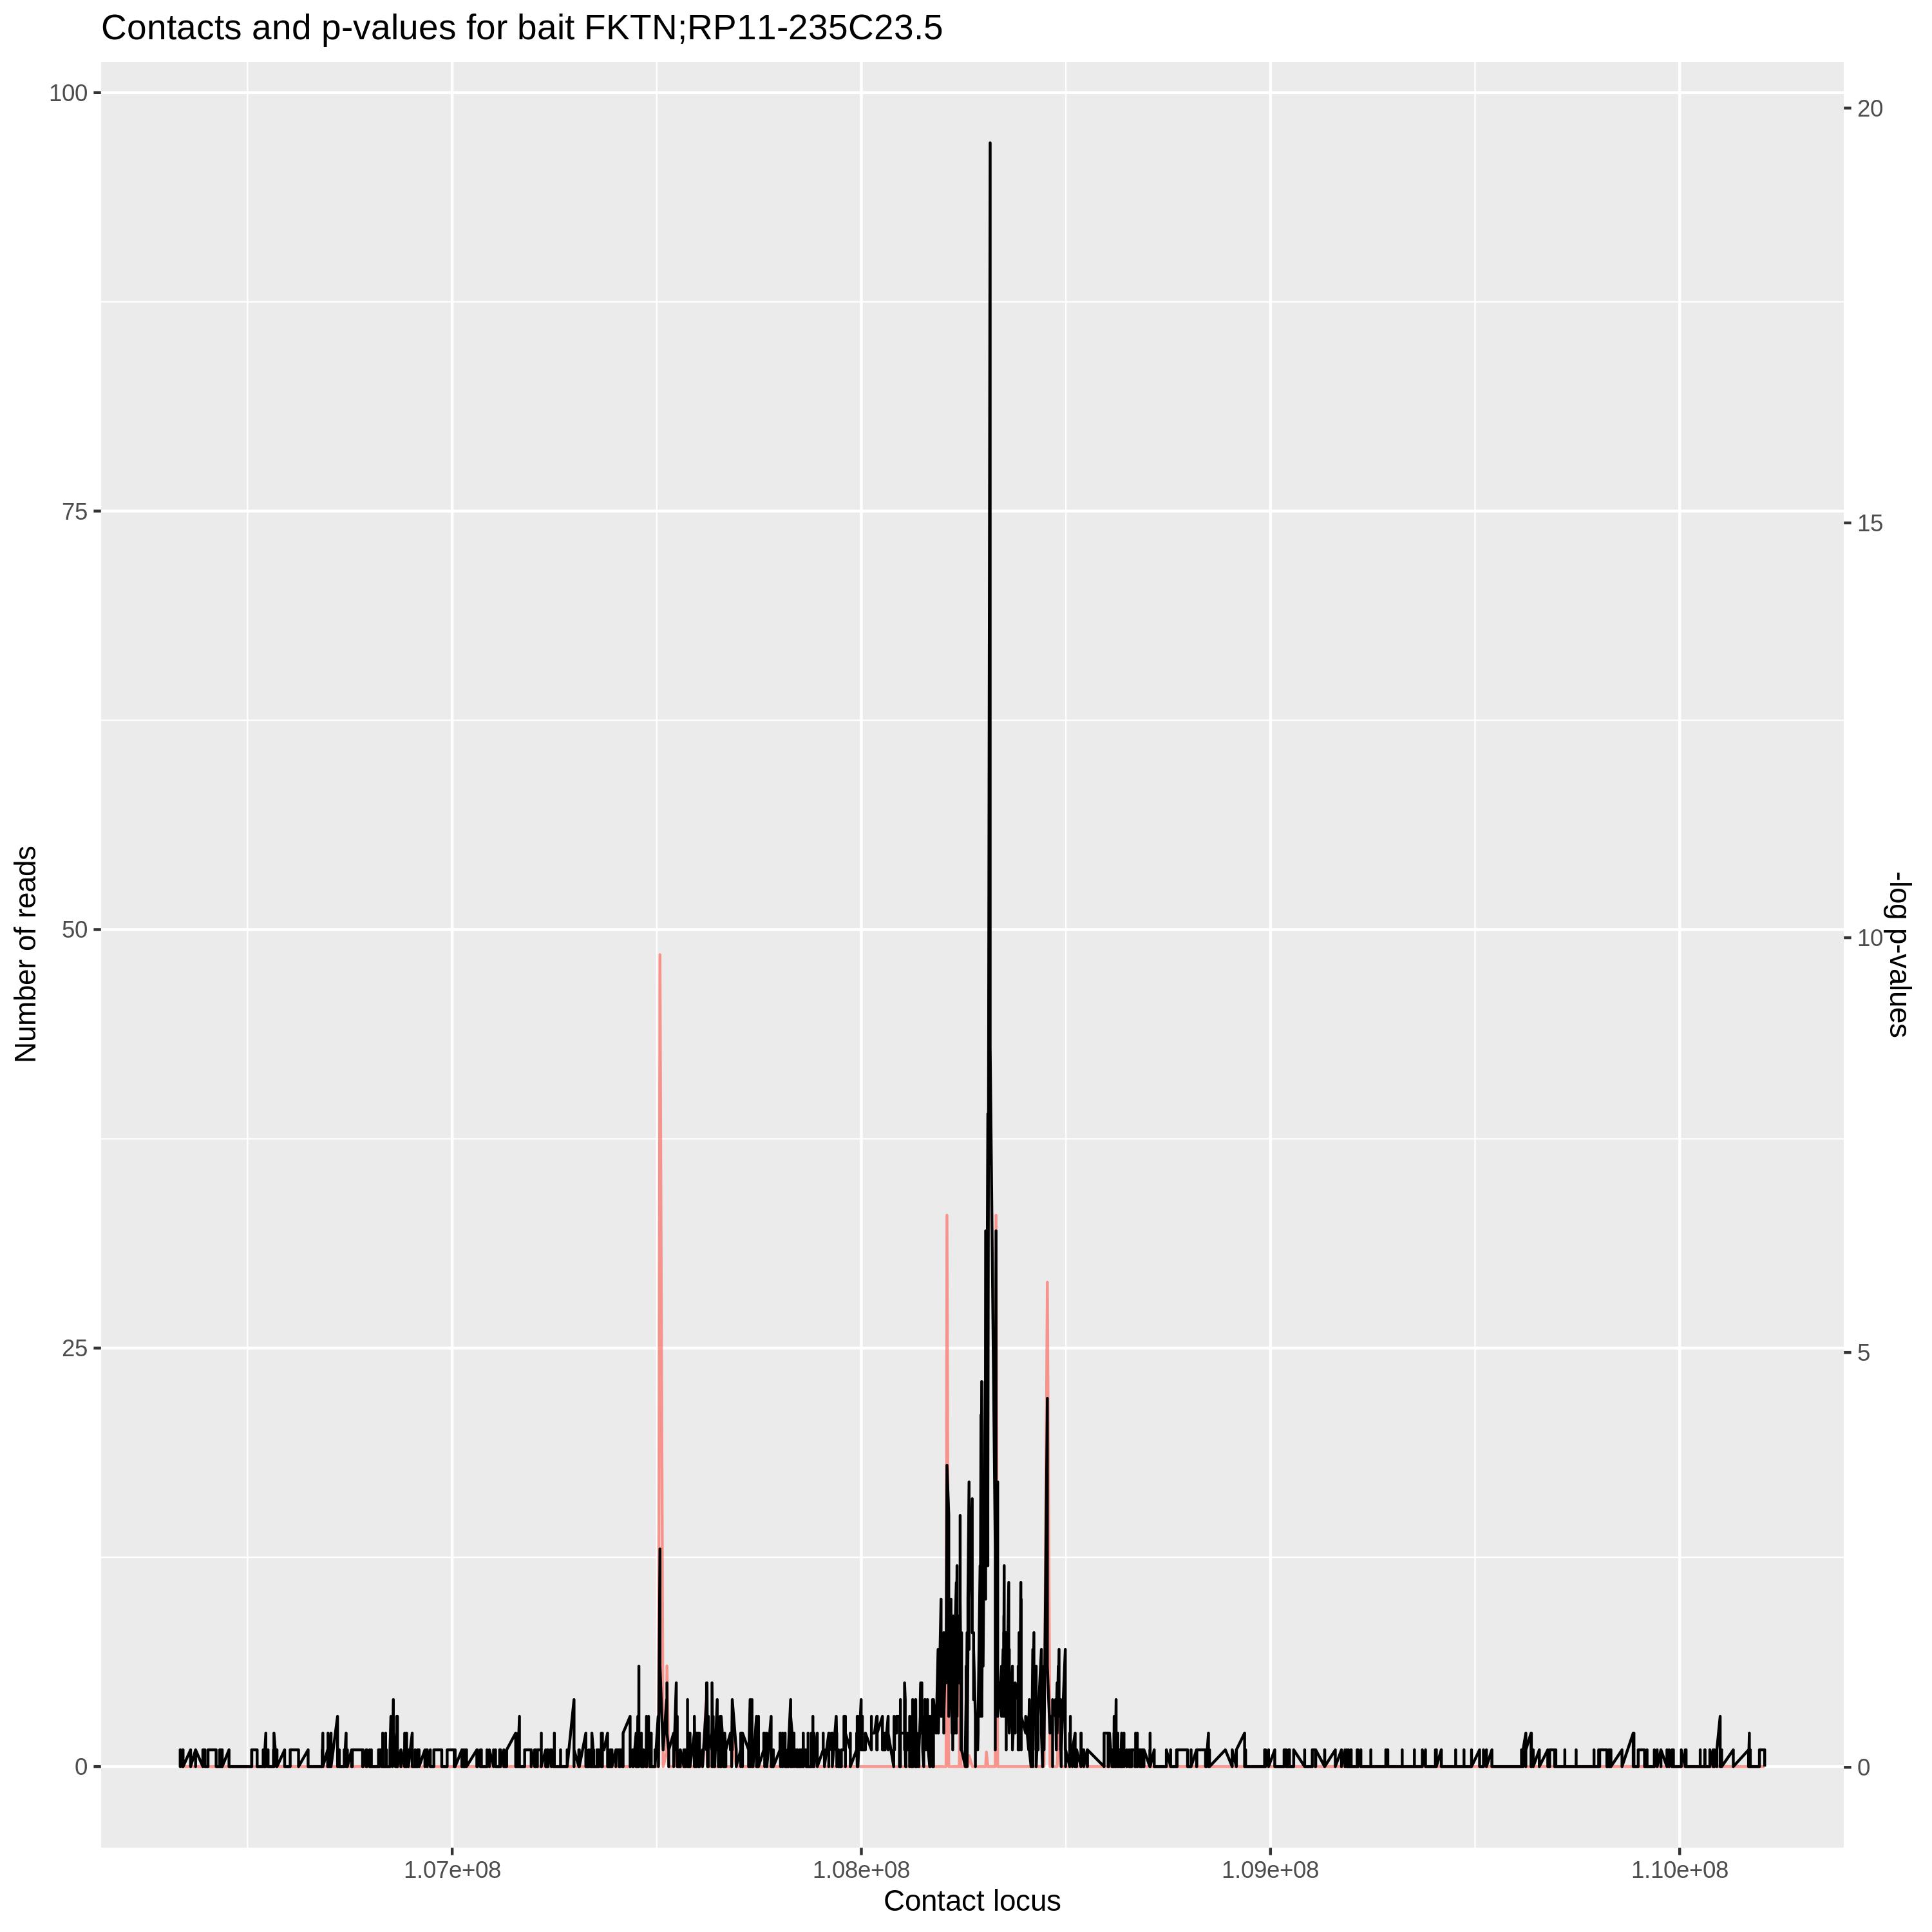 Contacts and p-values for bait FKTN;RP11-235C23.5
100
75
50
25
0
Number of reads
20
15
10
5
0
-log p-values
1.07e+08
1.08e+08
1.09e+08
1.10e+08
Contact locus